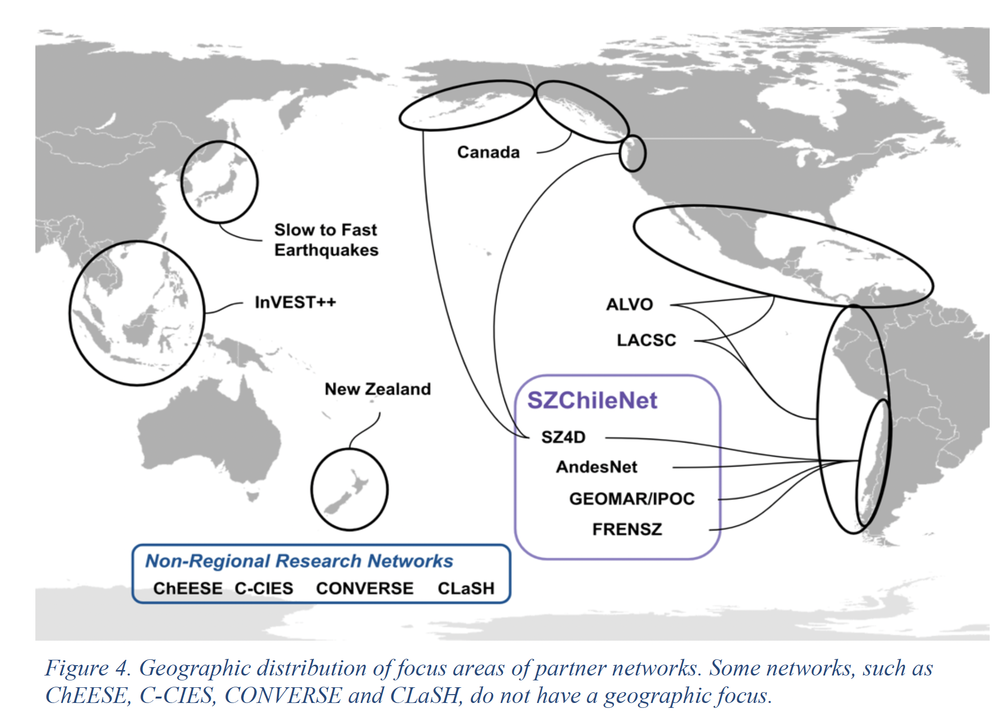 Canada
Slow to Fast
Earthquakes
InVEST++
ALVO
LACSC
New Zealand
SZChileNet
SZ4D
AndesNet
GEOMAR/IPOC
FRENSZ
Non-Regional Research Networks
ChEESE C-CIES CONVERSE CLaSH
Figure 4. Geographic distribution of focus areas of partner networks. Some networks, such as
ChEESE, C-CIES, CONVERSE and CLaSH, do not have a geographic focus.